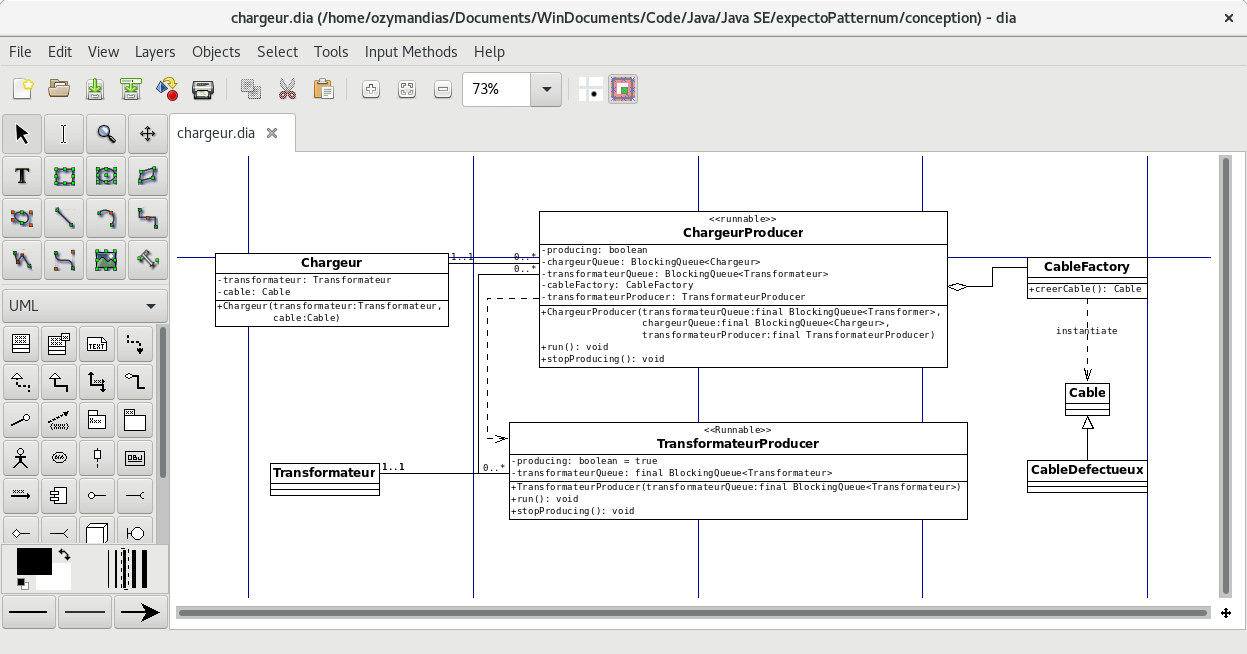 chargeur.dia (/home/ozymandias/Documents/WinDocuments/Code/Java/Java SE/expectoPatternum/conception) - dia
File Edit View Layers Objects Select Tools Input Methods Help
73%
chargeur.dia
T
UML
TEXT
(XXX)
OBJ
<<runnable>>
ChargeurProducer
-producing: boolean
-chargeurQueue: BlockingQueue<Chargeur>
-transformateurQueue: BlockingQueue<Transformateur>
-cableFactory: CableFactory
-transformateurProducer: TransformateurProducer
+ChargeurProducer(transformateurQueue:final BlockingQueue<Transformer>,
chargeurQueue:final BlockingQueue<Chargeur>,
transformateurProducer:final TransformateurProducer)
+run(): void
+stopProducing(): void
Chargeur
-transformateur: Transformateur
-cable: Cable
+Chargeur(transformateur:Transformateur,
cable:Cable)
1..1
0..*
0..*
CableFactory
+creerCable(): Cable
instantiate
Cable
CableDefectueux
<<Runnable>>
TransformateurProducer
-producing: boolean = true
-transformateurQueue: final BlockingQueue<Transformateur>
+TransformateurProducer(transformateurQueue:final BlockingQueue<Transformateur>)
+run(): void
+stopProducing(): void
Transformateur
1..1
0..*